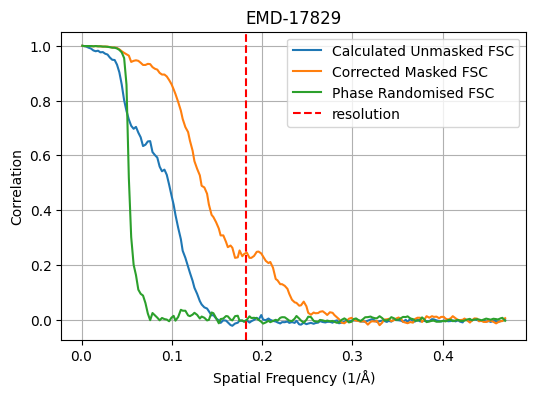 EMD-17829
Calculated Unmasked FSC
Corrected Masked FSC
Phase Randomised FSC
resolution
Correlation
1.0
0.8
0.6
0.4
0.2
0.0
0.0 0.1 0.2 0.3 0.4
Spatial Frequency (1/Å)